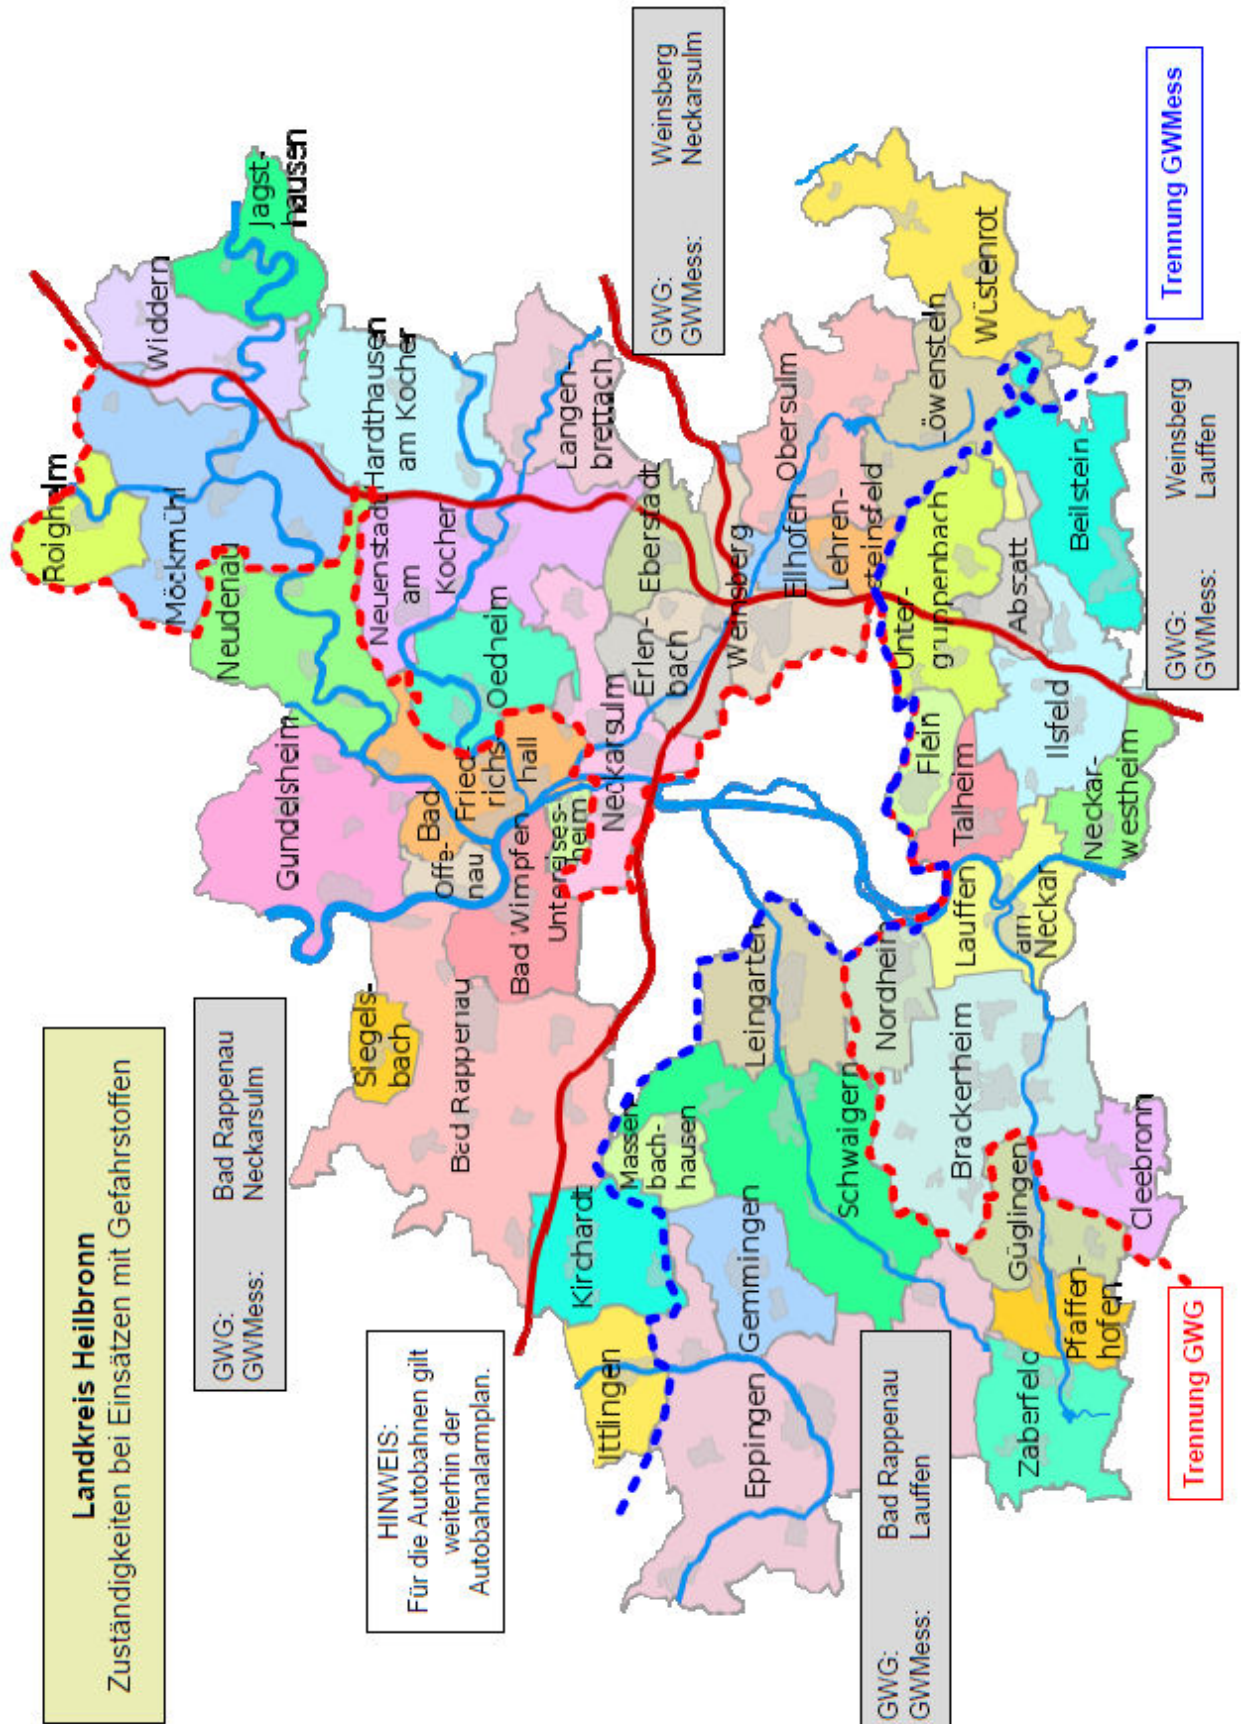 Landkreis Heilbronn
Zuständigkeiten bei Einsätzen mit Gefahrstoffen
GWG: Bad Rappenau
GWMess: Neckarsulm
HINWEIS:
Für die Autobahnen gilt
weiterhin der
Autobahnalarmplan.
GWG: Weinsberg
GWMess: Neckarsulm
GWG: Bad Rappenau
GWMess: Lauffen
GWG: Weinsberg
GWMess: Lauffen
Trennung GWG
Trennung GWMess
Roigheim
Widdern
Jagst-
hausen
Möckmühl
Neudenau
Hardthausen
am Kocher
Neuenstadt
am
Kocher
Langen-
brettach
Gundelsheim
Oedheim
Bad
Fried-
richs-
hall
Offe-
nau
Bad Wimpfen
Untereises-
heim
Neckarsulm
Erlen-
bach
Eberstadt
Weinsberg
Ellhofen
Obersulm
Lehren-
steinsfeld
Löwenstein
Wüstenrot
Siegels-
bach
Bad Rappenau
Kirchardt
Ittlingen
Massen-
bach-
hausen
Gemmingen
Eppingen
Schwaigern
Leingarten
Nordheim
Brackenheim
Güglingen
Cleebronn
Pfaffen-
hofen
Zaberfeld
Lauffen
am
Neckar
Talheim
Flein
Unter-
gruppenbach
Abstatt
Beilstein
Ilsfeld
Neckar-
westheim